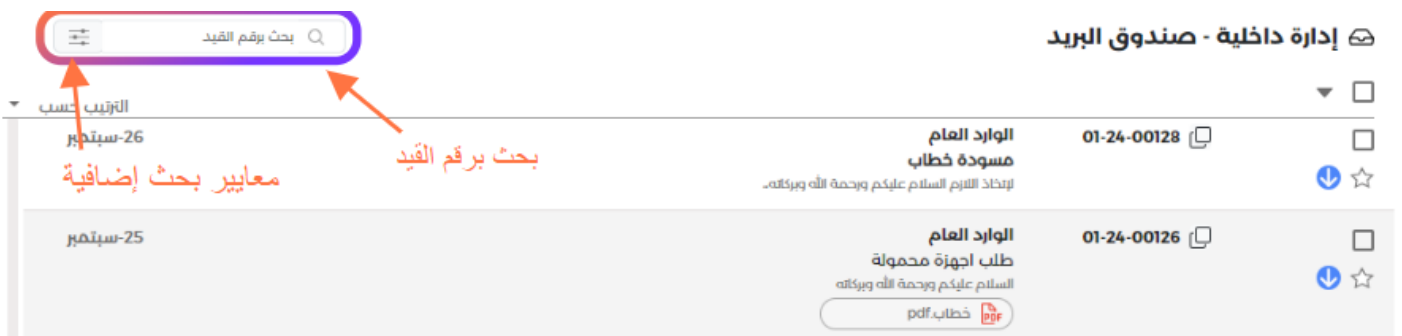 إدارة داخلية - صندوق البريد
بحث برقم القيد
الترتيب حسب
01-24-00128
الوارد العام
26-سبتمبر
مسودة خطاب
لإتخاذ اللازم السلام عليكم ورحمة الله وبركاته..
بحث برقم القيد
معايير بحث إضافية
01-24-00126
الوارد العام
25-سبتمبر
طلب اجهزة محمولة
السلام عليكم ورحمة الله وبركاته
خطاب.pdf
PDF